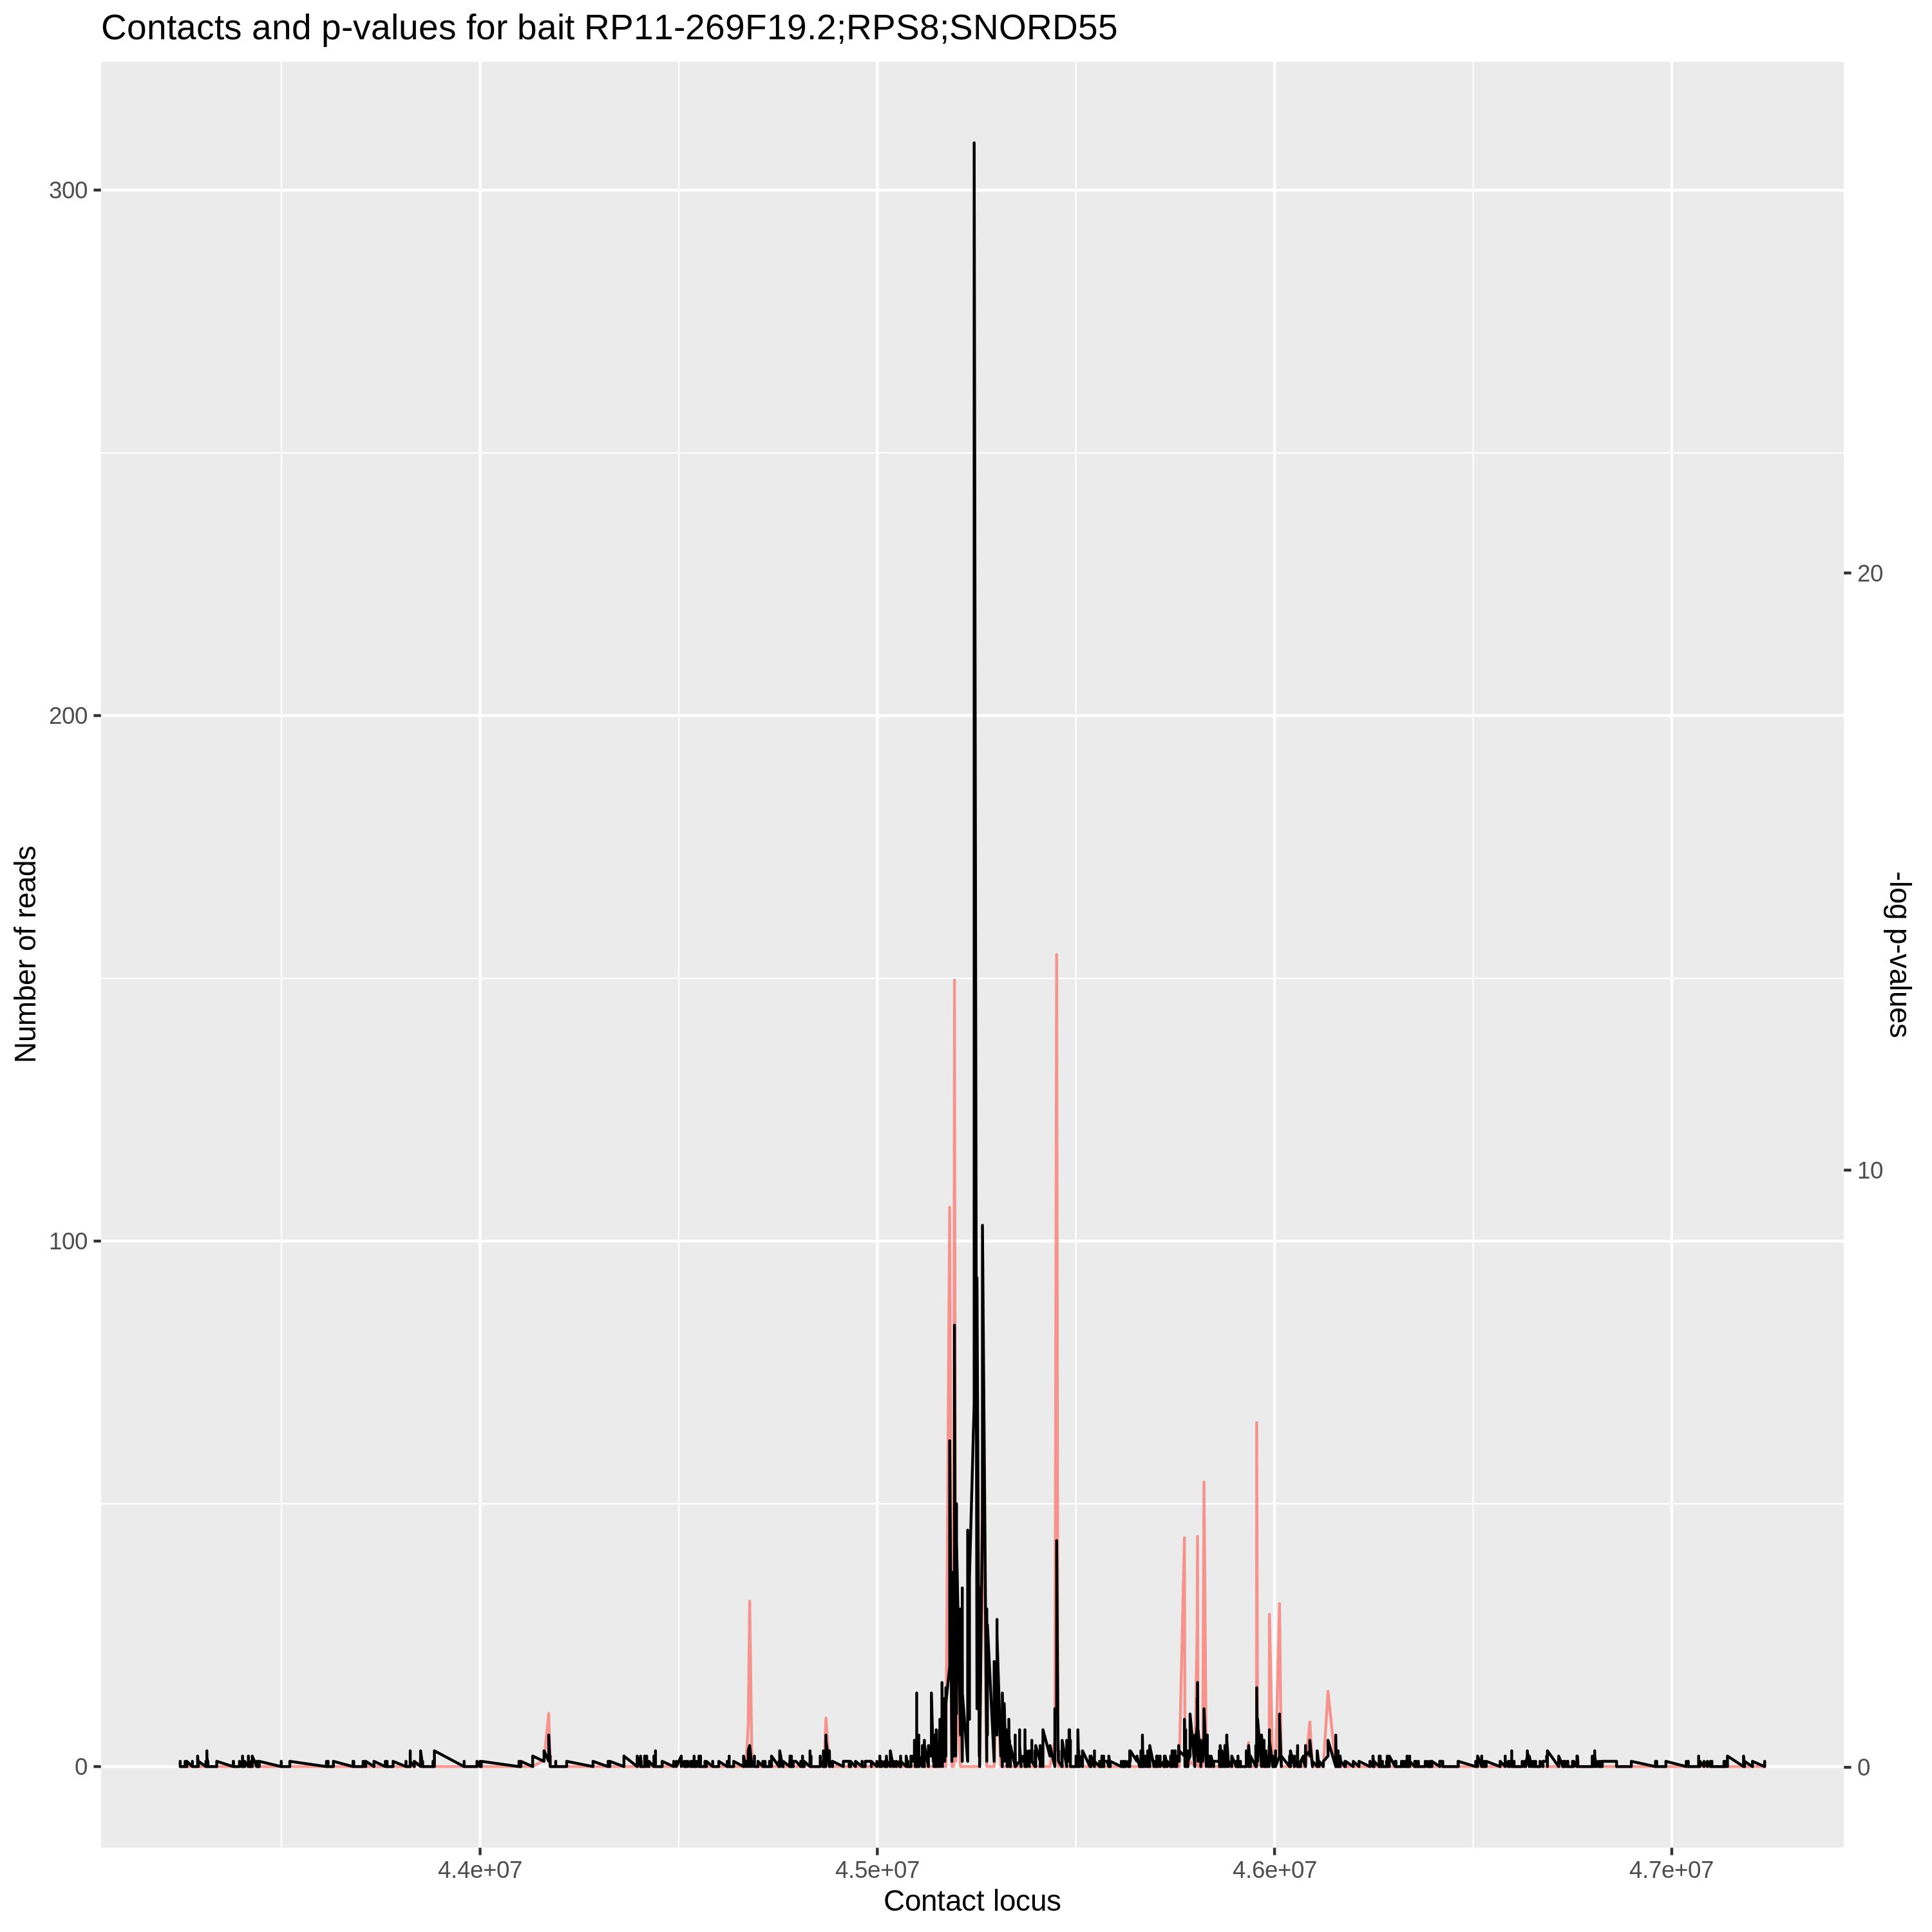 Contacts and p-values for bait RP11-269F19.2;RPS8;SNORD55
300
200
100
0
Number of reads
20
10
0
-log p-values
4.4e+07
4.5e+07
4.6e+07
4.7e+07
Contact locus